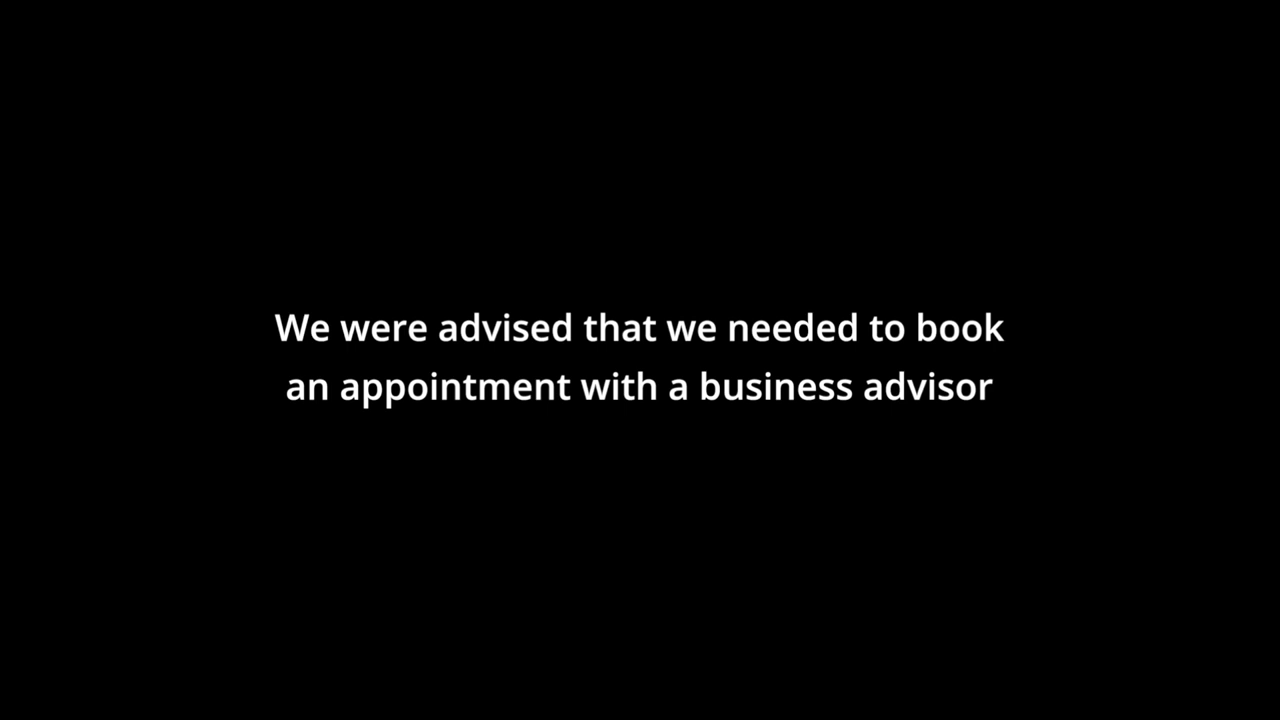 We were advised that we needed to book
an appointment with a business advisor